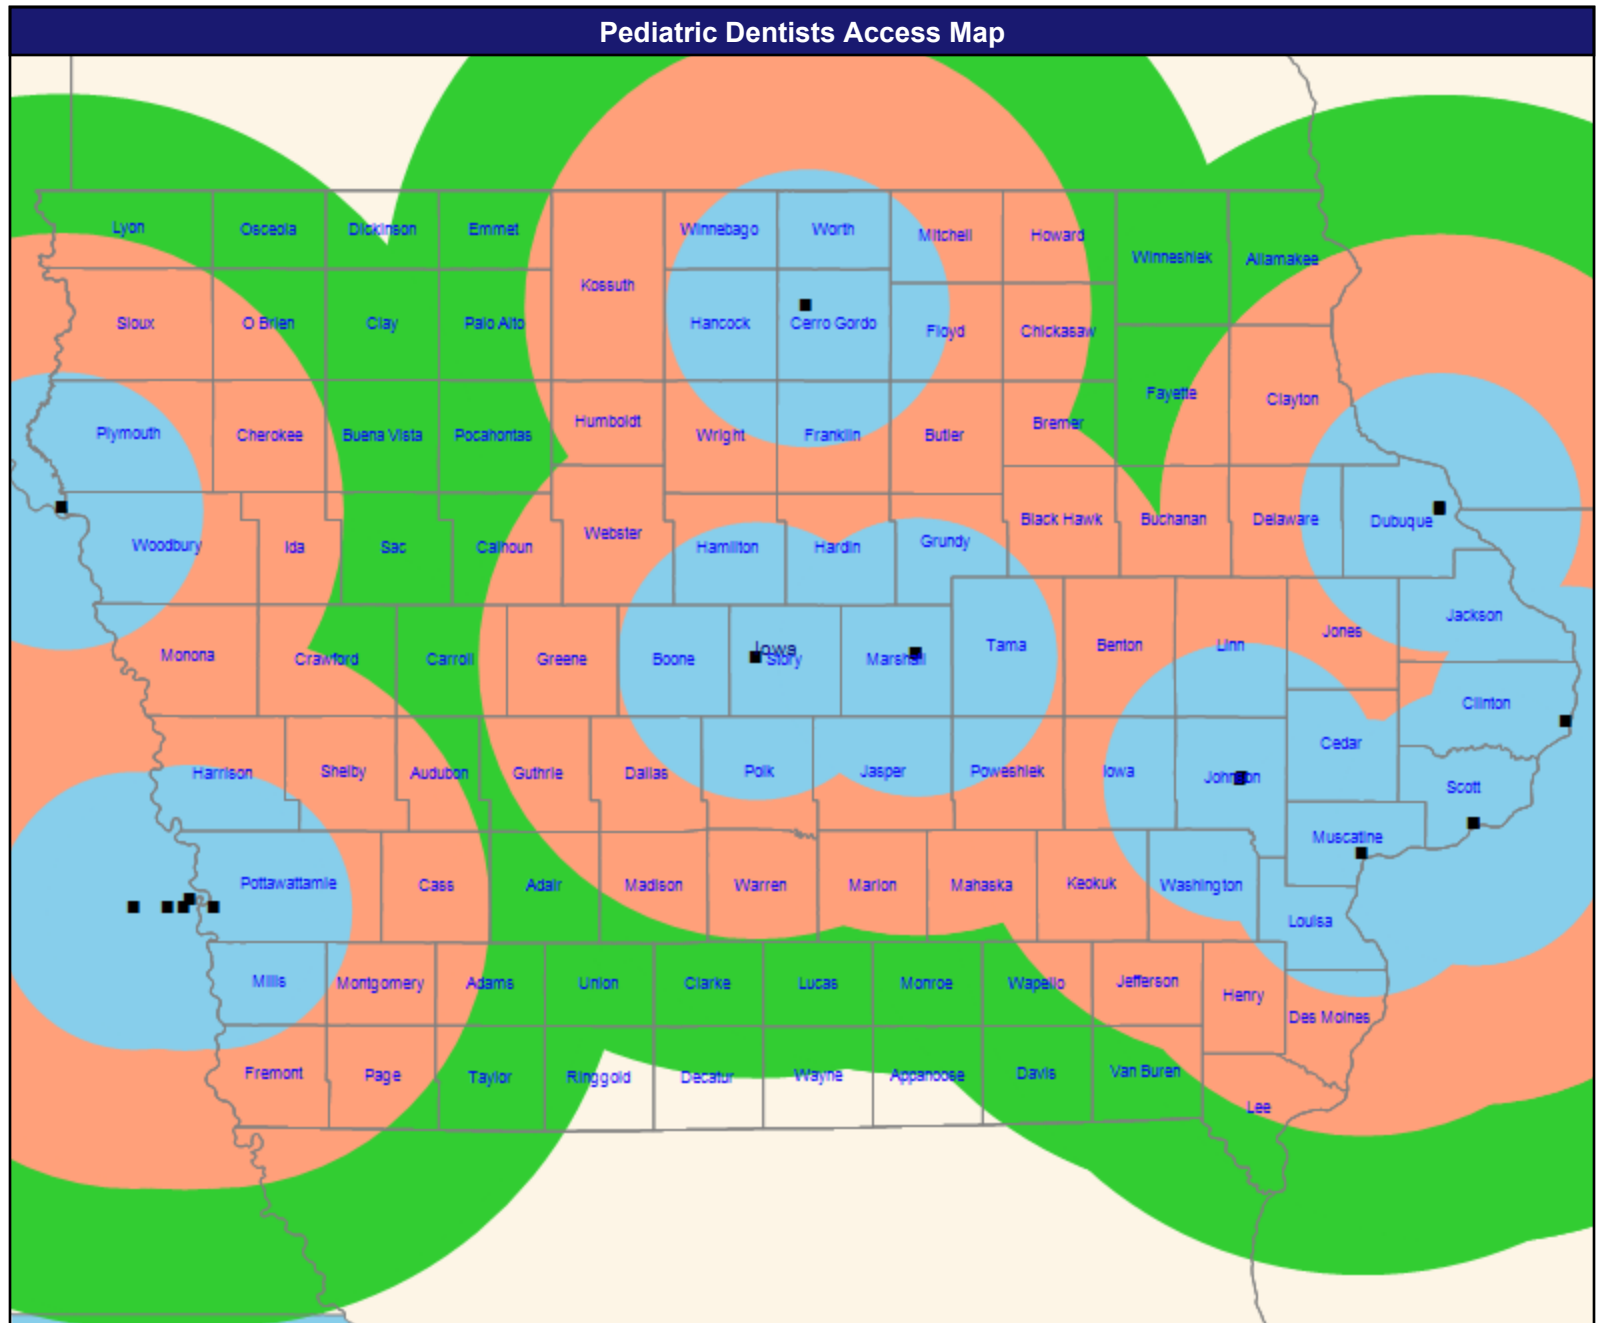 Pediatric Dentists Access Map
Lyon Osceola Dickinson Emmet Winnebago Worth Mitchell Howard
Winneshiek Allamakee
Kossuth
Sioux O Brien Clay Palo Alto Hancock Cerro Gordo Floyd Chickasaw
Fayette Clayton
Plymouth Cherokee Buena Vista Pocahontas Humboldt Wright Franklin Butler Bremer
Woodbury Ida Sac Calhoun Webster Hamilton Hardin Grundy Black Hawk Buchanan Delaware Dubuque
Jackson
Monona Crawford Carroll Greene Boone Iowa Story Marshall Tama Benton Linn Jones
Clinton
Harrison Shelby Audubon Guthrie Dallas Polk Jasper Poweshiek Iowa Johnson Cedar Scott
Muscatine
Pottawattamie Cass Adair Madison Warren Marion Mahaska Keokuk Washington
Louisa
Mills Montgomery Adams Union Clarke Lucas Monroe Wapello Jefferson Henry
Des Moines
Fremont Page Taylor Ringgold Decatur Wayne Appanoose Davis Van Buren
Lee